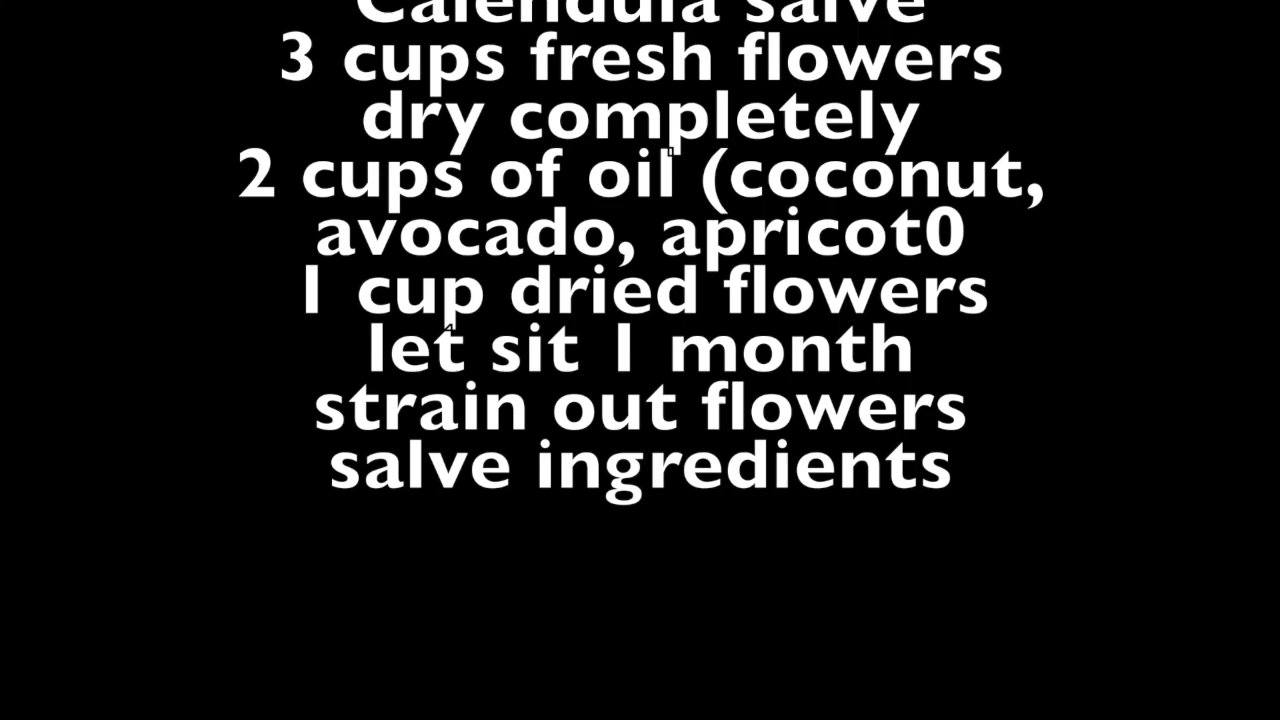 Calendula salve
3 cups fresh flowers
dry completely
2 cups of oil (coconut,
avocado, apricot0
1 cup dried flowers
let sit 1 month
strain out flowers
salve ingredients